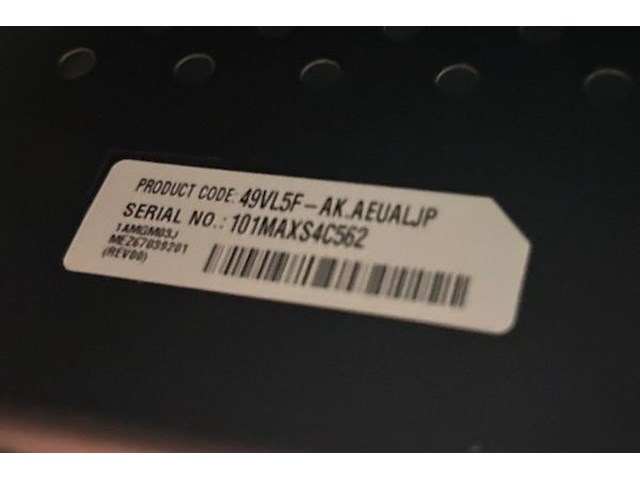 PRODUCT CODE: 49VL5F-AK.AEUALJP
SERIAL NO.: 101MAXS4C562
1AMGM03J
MEZ67039201
(REV00)